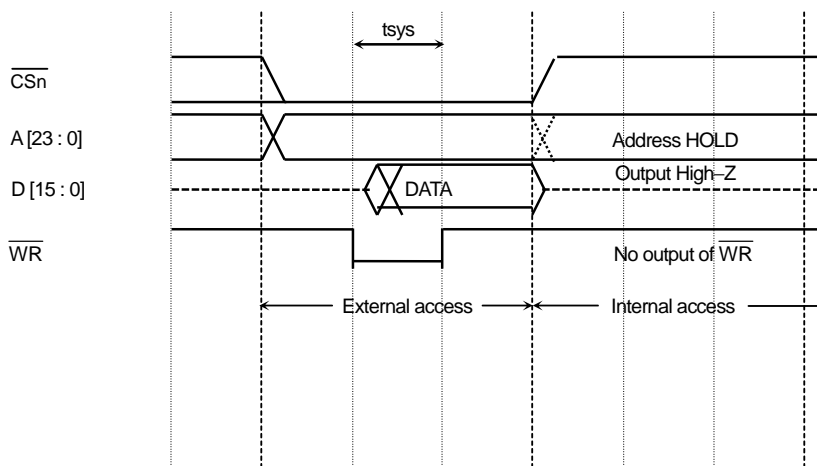 tsys
CSn
A [23 : 0]
Address HOLD
Output High–Z
D [15 : 0]
DATA
WR
No output of WR
External access
Internal access